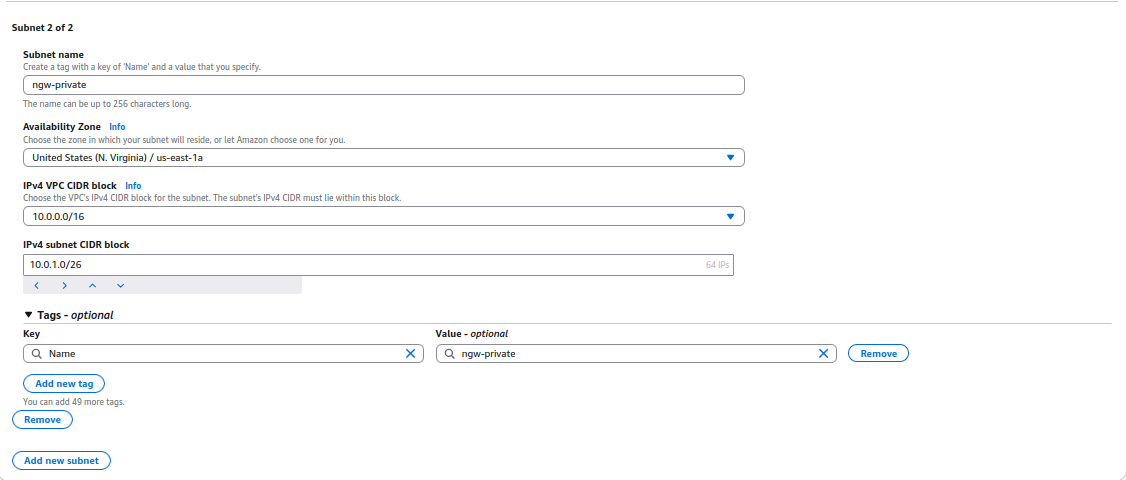 Subnet 2 of 2
Subnet name
Create a tag with a key of 'Name' and a value that you specify.
ngw-private
The name can be up to 256 characters long.
Availability Zone Info
Choose the zone in which your subnet will reside, or let Amazon choose one for you.
United States (N. Virginia) / us-east-1a
IPv4 VPC CIDR block Info
Choose the VPC's IPv4 CIDR block for the subnet. The subnet's IPv4 CIDR must lie within this block.
10.0.0.0/16
IPv4 subnet CIDR block
10.0.1.0/26 64 IPs
Tags - optional
Key Value - optional
Name ngw-private Remove
Add new tag
You can add 49 more tags.
Remove
Add new subnet